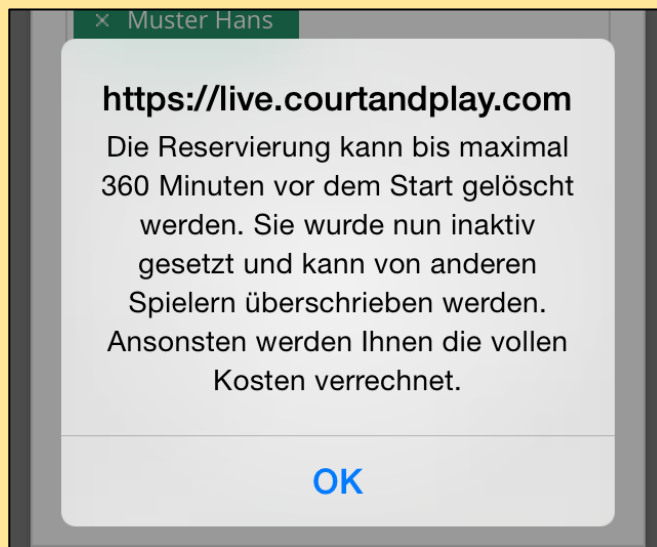 × Muster Hans
https://live.courtandplay.com
Die Reservierung kann bis maximal
360 Minuten vor dem Start gelöscht
werden. Sie wurde nun inaktiv
gesetzt und kann von anderen
Spielern überschrieben werden.
Ansonsten werden Ihnen die vollen
Kosten verrechnet.
OK